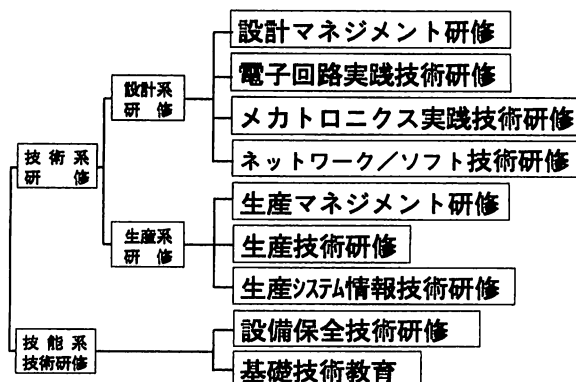 設計マネジメント研修
電子回路実践技術研修
メカトロニクス実践技術研修
ネットワーク／ソフト技術研修
設計系
研修
技術系
研修
生産マネジメント研修
生産技術研修
生産システム情報技術研修
生産系
研修
設備保全技術研修
基礎技術教育
技能系
技術研修